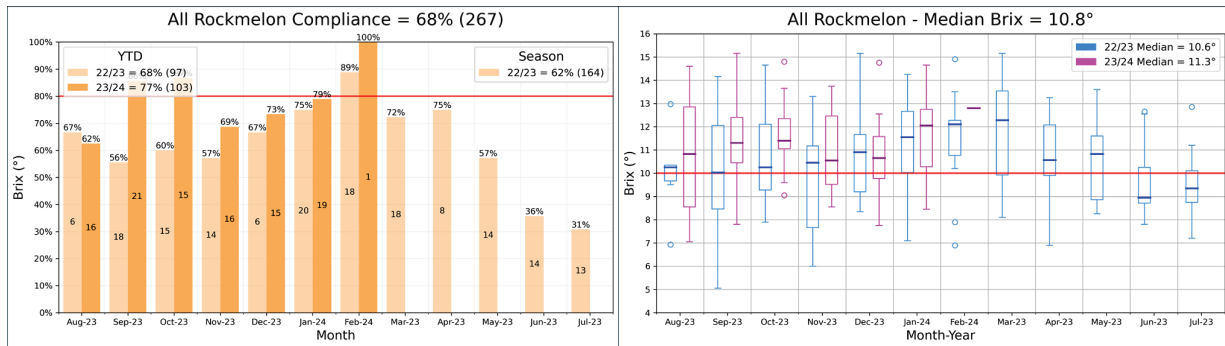 All Rockmelon Compliance = 68% (267)
100%
90%
80%
70%
60%
50%
40%
30%
20%
10%
0%
Brix (°)
YTD
22/23 = 68% (97)
23/24 = 77% (103)
Season
22/23 = 62% (164)
67%
62%
56%
60%
57%
69%
67%
73%
75%
79%
89%
100%
72%
75%
57%
36%
31%
6
16
18
21
15
15
14
16
6
15
20
19
18
1
18
8
14
14
13
Aug-23
Sep-23
Oct-23
Nov-23
Dec-23
Jan-24
Feb-24
Mar-23
Apr-23
May-23
Jun-23
Jul-23
Month
All Rockmelon - Median Brix = 10.8°
22/23 Median = 10.6°
23/24 Median = 11.3°
16
15
14
13
12
11
10
9
8
7
6
5
4
Brix (°)
Aug-23
Sep-23
Oct-23
Nov-23
Dec-23
Jan-24
Feb-24
Mar-23
Apr-23
May-23
Jun-23
Jul-23
Month-Year